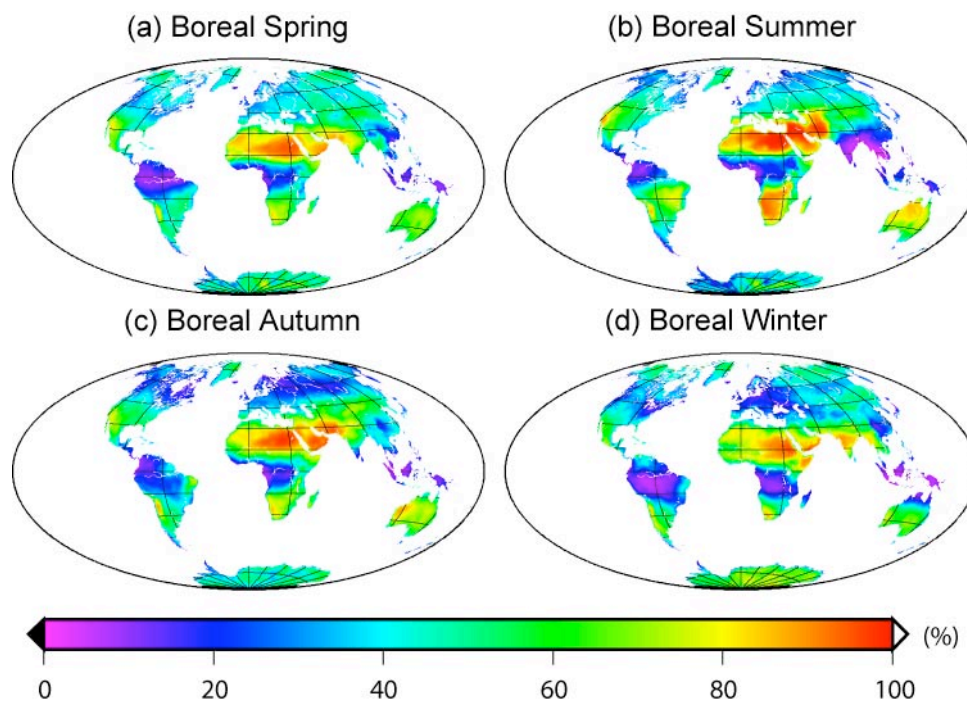 (a) Boreal Spring
(b) Boreal Summer
(c) Boreal Autumn
(d) Boreal Winter
(%)
0 20 40 60 80 100